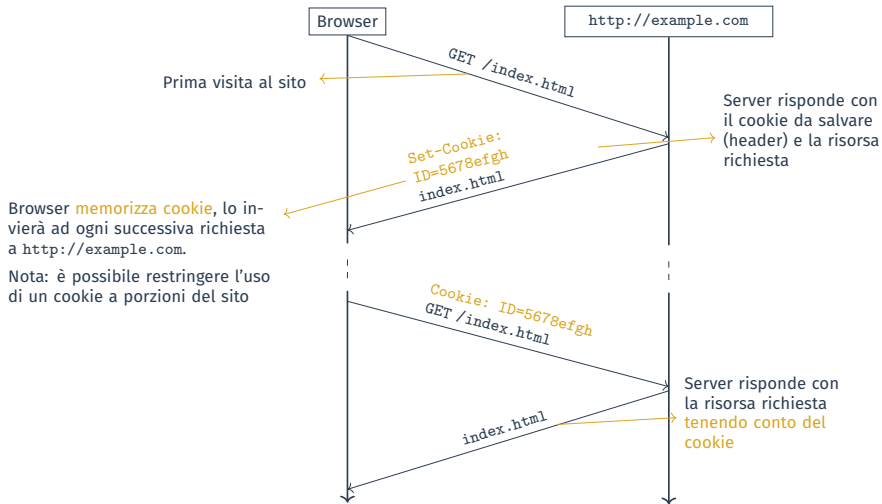 Browser
http://example.com
GET /index.html
Prima visita al sito
Server risponde con
il cookie da salvare
(header) e la risorsa
richiesta
Set-Cookie:
ID=5678efgh
index.html
Browser memorizza cookie, lo in-
vierà ad ogni successiva richiesta
a http://example.com.
Nota: è possibile restringere l'uso
di un cookie a porzioni del sito
Cookie: ID=5678efgh
GET /index.html
Server risponde con
la risorsa richiesta
tenendo conto del
cookie
index.html